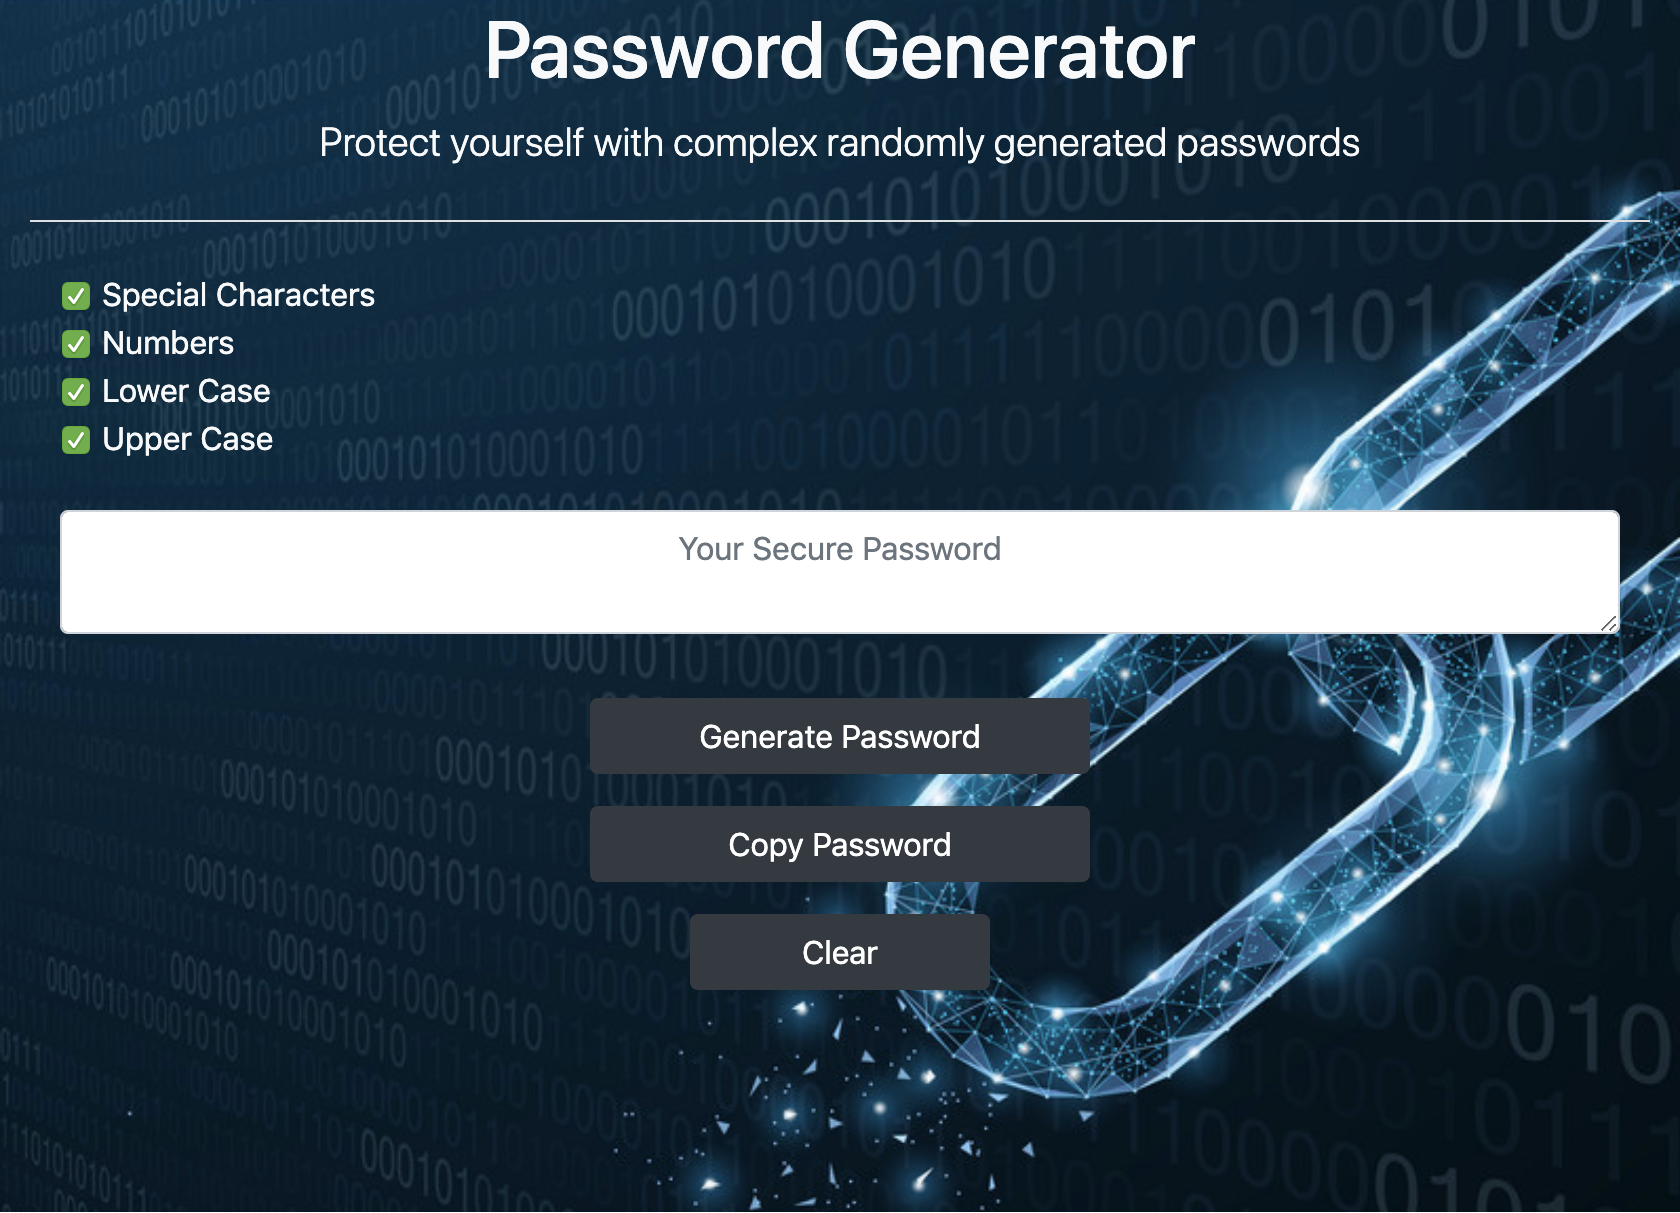 Password Generator
Protect yourself with complex randomly generated passwords
✅ Special Characters
✅ Numbers
✅ Lower Case
✅ Upper Case
Your Secure Password
Generate Password
Copy Password
Clear